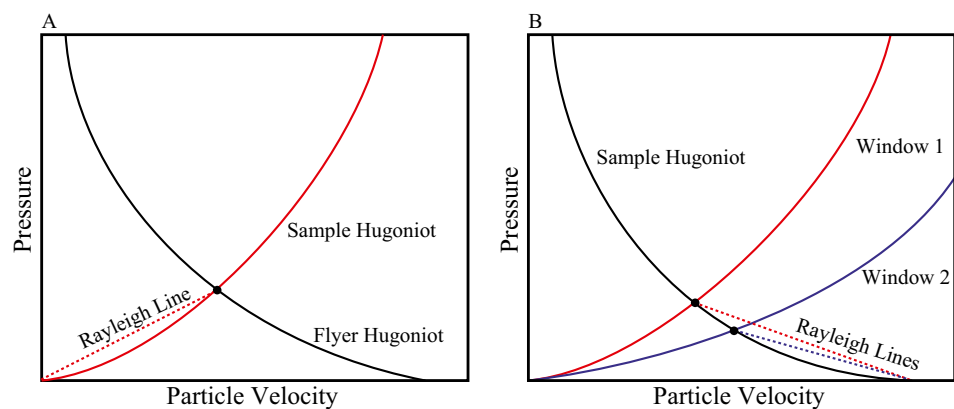 A
Pressure
Sample Hugoniot
Rayleigh Line
Flyer Hugoniot
Particle Velocity
B
Pressure
Sample Hugoniot
Window 1
Window 2
Rayleigh Lines
Particle Velocity